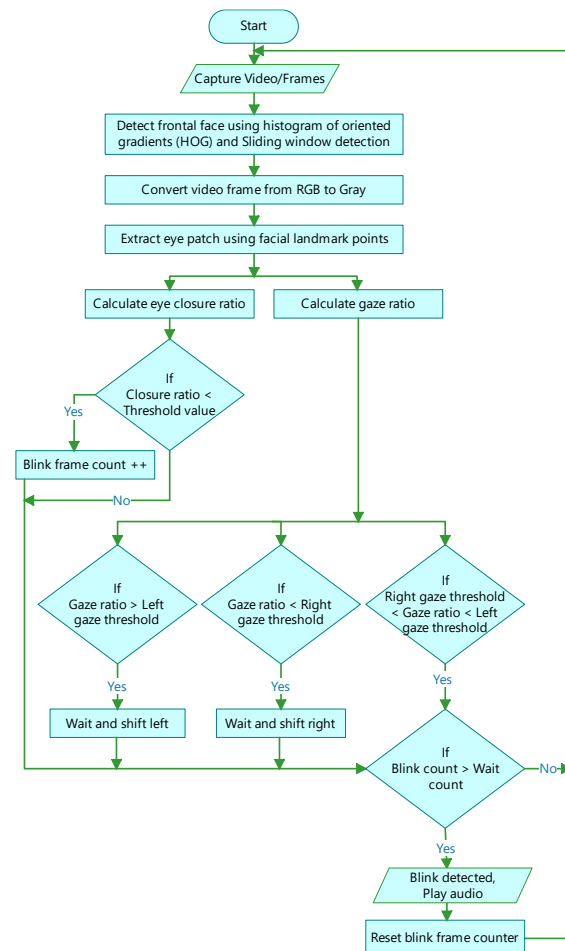 Start
Capture Video/Frames
Detect frontal face using histogram of oriented
gradients (HOG) and Sliding window detection
Convert video frame from RGB to Gray
Extract eye patch using facial landmark points
Calculate eye closure ratio
Calculate gaze ratio
If
Closure ratio <
Threshold value
Yes
Blink frame count ++
No
If
Gaze ratio > Left
gaze threshold
If
Gaze ratio < Right
gaze threshold
If
Right gaze threshold
< Gaze ratio < Left
gaze threshold
Yes
Yes
Yes
Wait and shift left
Wait and shift right
If
Blink count > Wait
count
No
Yes
Blink detected,
Play audio
Reset blink frame counter